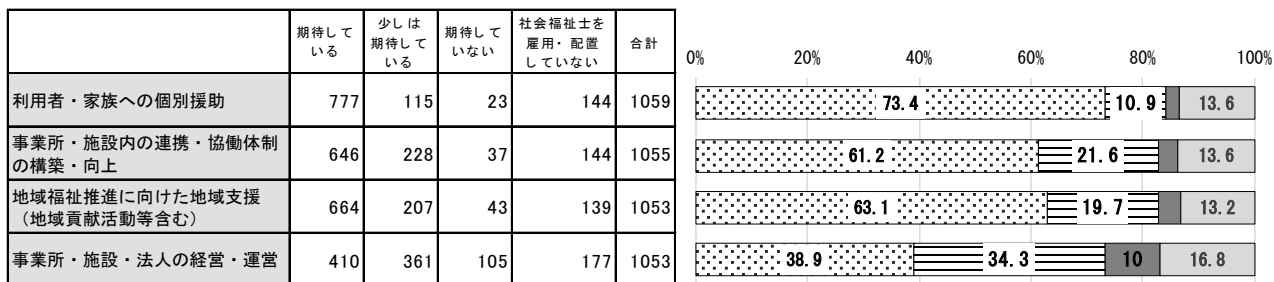 期待して
いる
少しは
期待して
いる
期待して
いない
社会福祉士を
雇用・配置
していない
合計
利用者・家族への個別援助 777 115 23 144 1059
事業所・施設内の連携・協働体制
の構築・向上 646 228 37 144 1055
地域福祉推進に向けた地域支援
（地域貢献活動等含む） 664 207 43 139 1053
事業所・施設・法人の経営・運営 410 361 105 177 1053
0% 20% 40% 60% 80% 100%
73.4 10.9 13.6
61.2 21.6 13.6
63.1 19.7 13.2
38.9 34.3 10 16.8